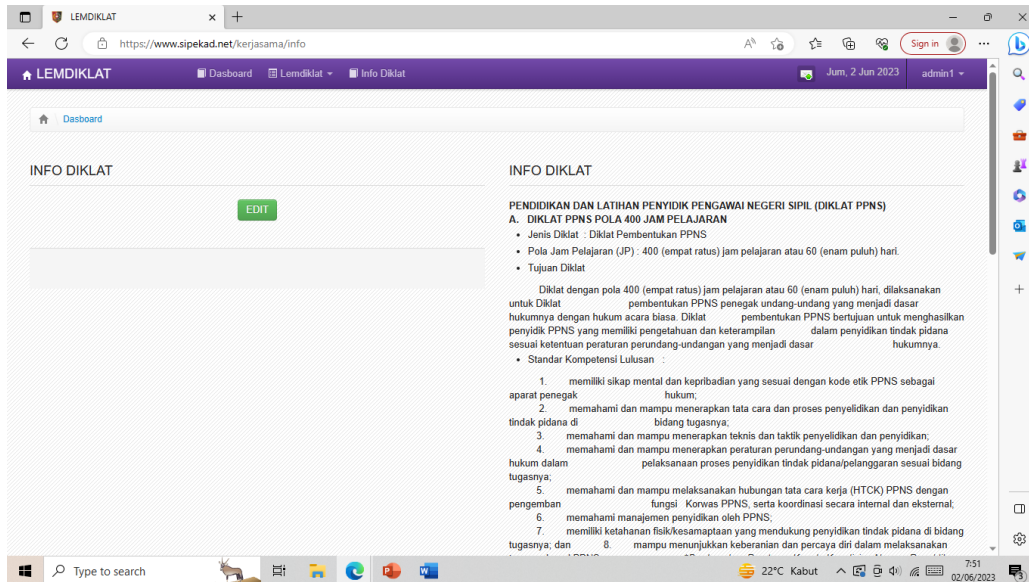 LEMDIKLAT
https://www.sipekad.net/kerjasama/info
Sign in
LEMDIKLAT
Dasboard
Lemdiklat
Info Diklat
Jum, 2 Jun 2023
admin1
Dasboard
INFO DIKLAT
EDIT
INFO DIKLAT
PENDIDIKAN DAN LATIHAN PENYIDIK PENGAWAI NEGERI SIPIL (DIKLAT PPNS)
A. DIKLAT PPNS POLA 400 JAM PELAJARAN
• Jenis Diklat : Diklat Pembentukan PPNS
• Pola Jam Pelajaran (JP) : 400 (empat ratus) jam pelajaran atau 60 (enam puluh) hari.
• Tujuan Diklat
Diklat dengan pola 400 (empat ratus) jam pelajaran atau 60 (enam puluh) hari, dilaksanakan
untuk Diklat pembentukan PPNS penegak undang-undang yang menjadi dasar
hukumnya dengan hukum acara biasa. Diklat pembentukan PPNS bertujuan untuk menghasilkan
penyidik PPNS yang memiliki pengetahuan dan keterampilan dalam penyidikan tindak pidana
sesuai ketentuan peraturan perundang-undangan yang menjadi dasar hukumnya.
• Standar Kompetensi Lulusan :
1. memiliki sikap mental dan kepribadian yang sesuai dengan kode etik PPNS sebagai
aparat penegak hukum;
2. memahami dan mampu menerapkan tata cara dan proses penyelidikan dan penyidikan
tindak pidana di bidang tugasnya;
3. memahami dan mampu menerapkan teknis dan taktik penyelidikan dan penyidikan;
4. memahami dan mampu menerapkan peraturan perundang-undangan yang menjadi dasar
hukum dalam pelaksanaan proses penyidikan tindak pidana/pelanggaran sesuai bidang
tugasnya;
5. memahami dan mampu melaksanakan hubungan tata cara kerja (HTCK) PPNS dengan
pengemban fungsi Korwas PPNS, serta koordinasi secara internal dan eksternal;
6. memahami manajemen penyidikan oleh PPNS;
7. memiliki ketahanan fisik/kesamaptaan yang mendukung penyidikan tindak pidana di bidang
tugasnya; dan 8. mampu menunjukkan keberanian dan percaya diri dalam melaksanakan
Type to search
22°C Kabut
7:51
02/06/2023